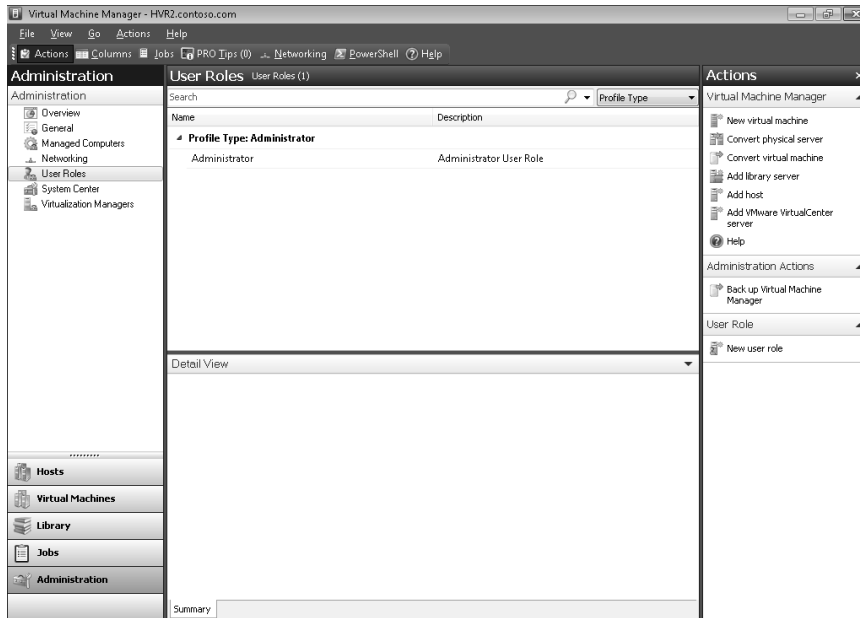 Virtual Machine Manager - HVR2.contoso.com
File View Go Actions Help
Actions Columns Jobs PRO Tips (0) Networking PowerShell Help
Administration
Administration
Overview
General
Managed Computers
Networking
User Roles
System Center
Virtualization Managers
Hosts
Virtual Machines
Library
Jobs
Administration
User Roles User Roles (1)
Search Profile Type
Name Description
Profile Type: Administrator
Administrator Administrator User Role
Detail View
Summary
Actions
Virtual Machine Manager
New virtual machine
Convert physical server
Convert virtual machine
Add library server
Add host
Add VMware VirtualCenter
server
Help
Administration Actions
Back up Virtual Machine
Manager
User Role
New user role